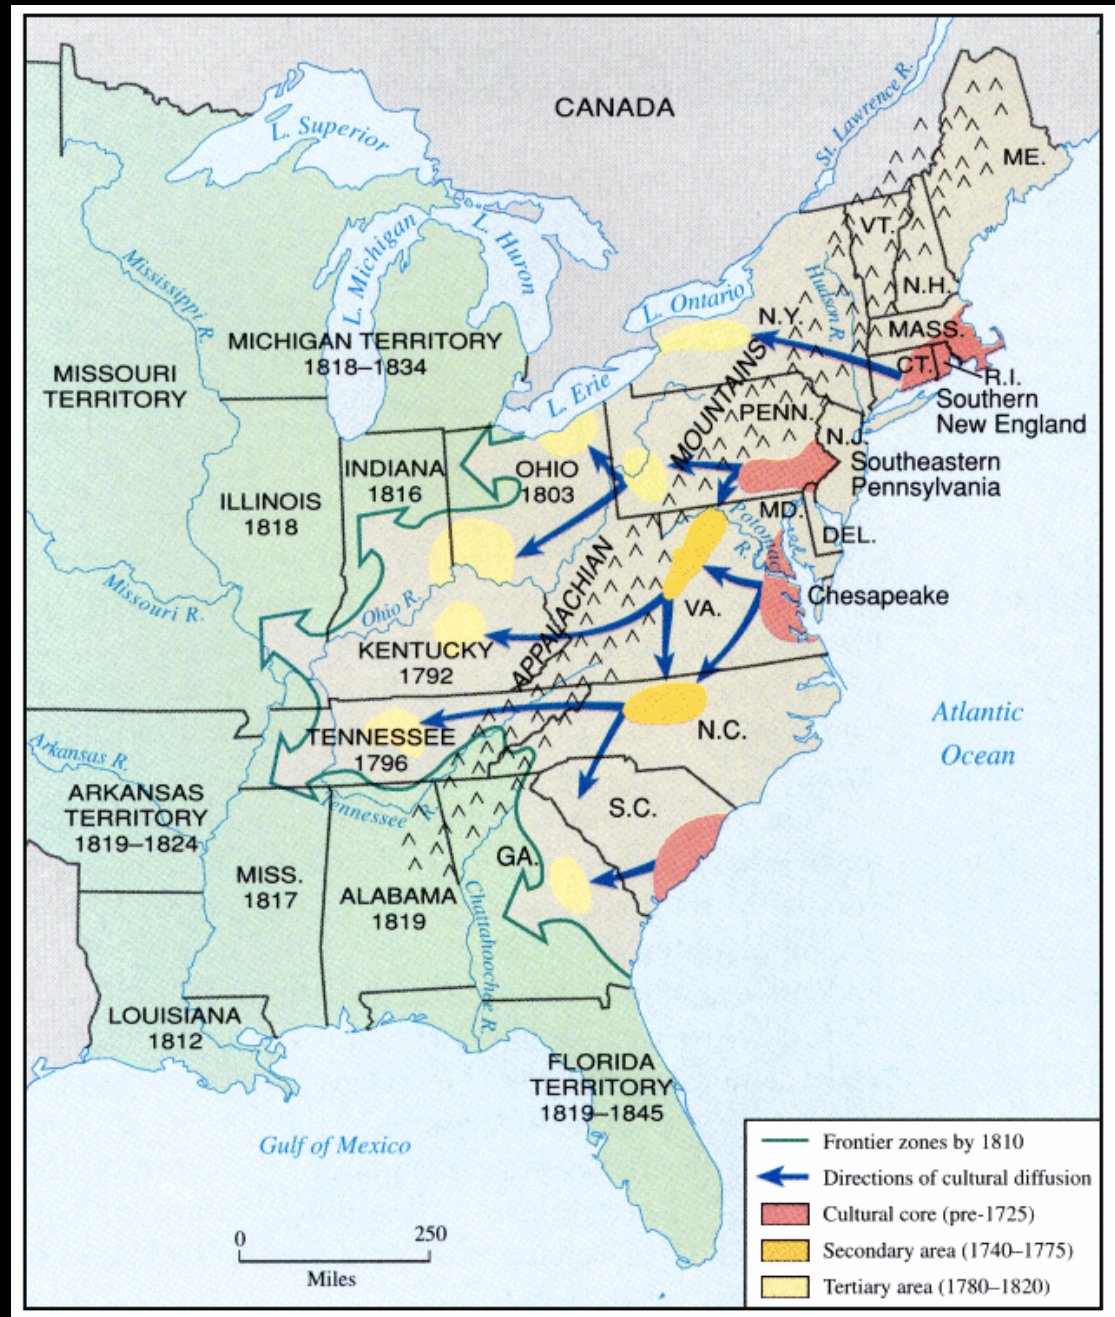 CANADA
St. Lawrence R.
ME.
L. Superior
VT.
L. Michigan
L. Huron
N.H.
Mississippi R.
Hudson R.
L. Ontario
N.Y.
MASS.
MICHIGAN TERRITORY
1818–1834
MISSOURI
TERRITORY
CT.
R.I.
Southern
New England
L. Erie
PENN.
N.J.
APPALACHIAN MOUNTAINS
Southeastern
Pennsylvania
INDIANA
1816
OHIO
1803
ILLINOIS
1818
MD.
Potomac
R.
DEL.
Missouri R.
Ohio R.
VA.
Chesapeake
KENTUCKY
1792
TENNESSEE
1796
N.C.
Atlantic
Ocean
Arkansas R.
ARKANSAS
TERRITORY
1819–1824
Tennessee R.
S.C.
GA.
MISS.
1817
ALABAMA
1819
Chattahoochee R.
LOUISIANA
1812
FLORIDA
TERRITORY
1819–1845
Gulf of Mexico
0 250
Miles
Frontier zones by 1810
Directions of cultural diffusion
Cultural core (pre-1725)
Secondary area (1740–1775)
Tertiary area (1780–1820)